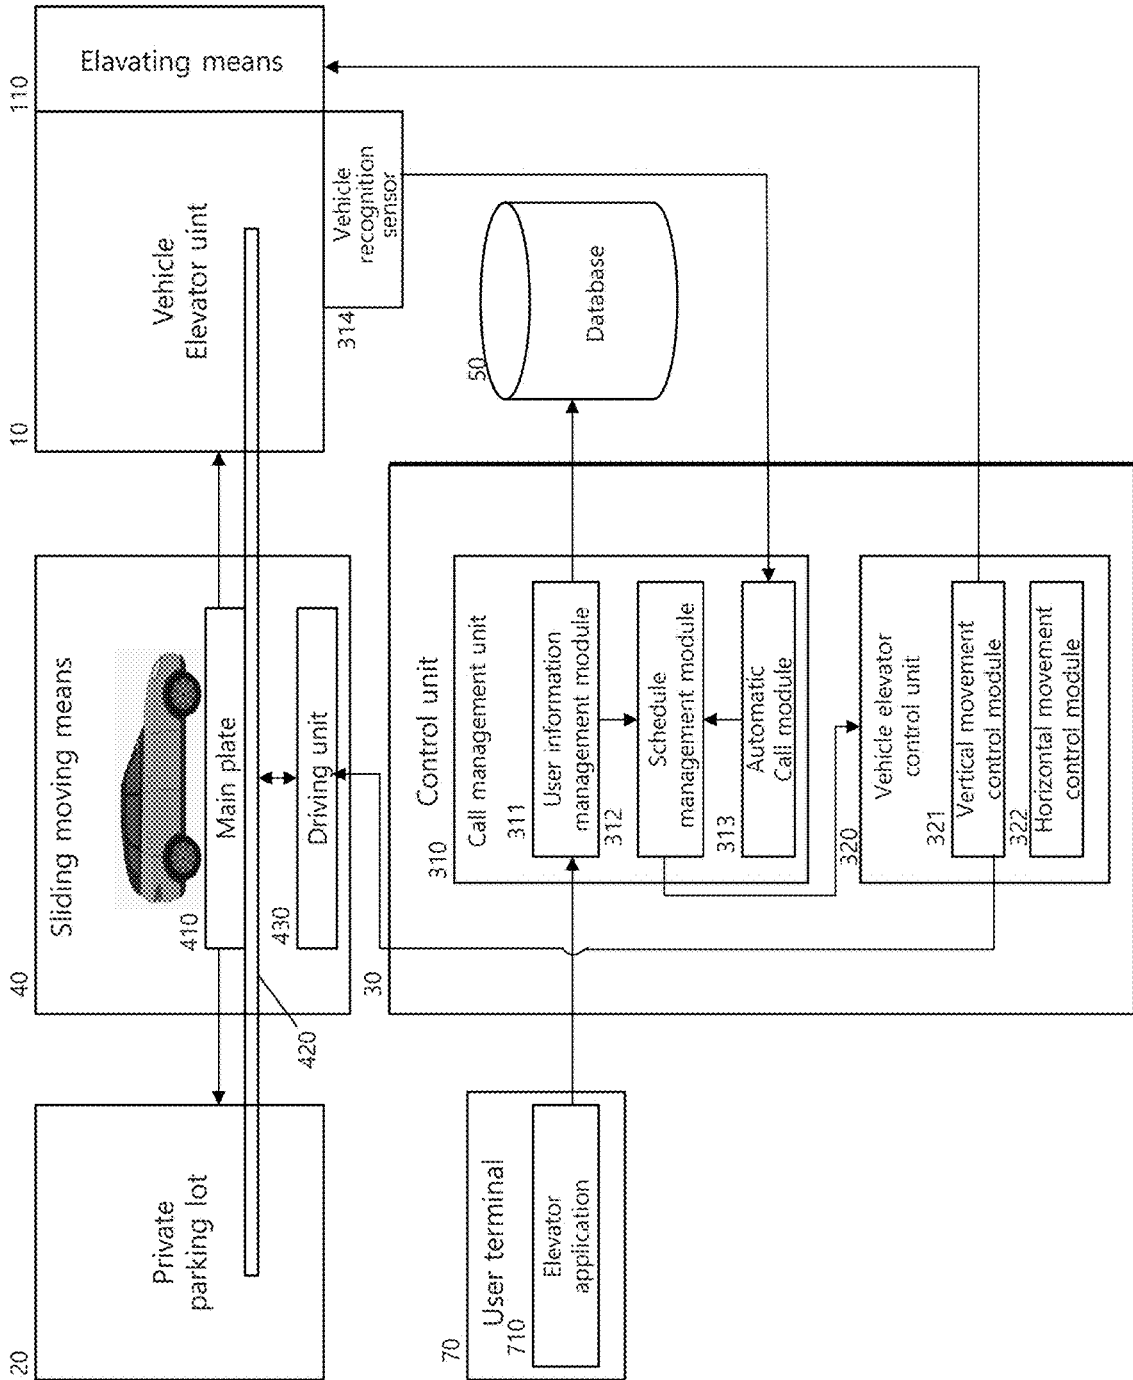 20
Private
parking lot
40
Sliding moving means
410
Main plate
430
Driving unit
420
10
Vehicle
Elevator uint
110
Elavating means
314
Vehicle
recognition
sensor
30
Control unit
310
Call management unit
311
User information
management module
312
Schedule
management module
313
Automatic
Call module
320
Vehicle elevator
control unit
321
Vertical movement
control module
322
Horizontal movement
control module
50
Database
70
User terminal
710
Elevator
application